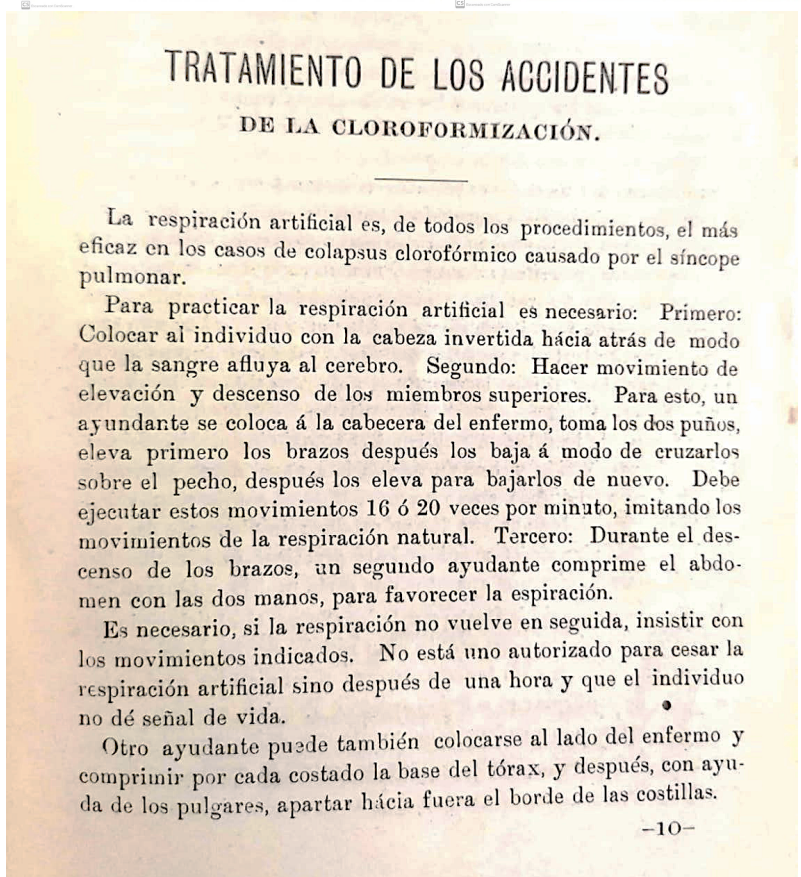 TRATAMIENTO DE LOS ACCIDENTES
DE LA CLOROFORMIZACIÓN.
La respiración artificial es, de todos los procedimientos, el más
eficaz en los casos de colapsus clorofórmico causado por el síncope
pulmonar.
Para practicar la respiración artificial es necesario: Primero:
Colocar al individuo con la cabeza invertida hácia atrás de modo
que la sangre afluya al cerebro. Segundo: Hacer movimiento de
elevación y descenso de los miembros superiores. Para esto, un
ayundante se coloca á la cabecera del enfermo, toma los dos puños,
eleva primero los brazos después los baja á modo de cruzarlos
sobre el pecho, después los eleva para bajarlos de nuevo. Debe
ejecutar estos movimientos 16 ó 20 veces por minuto, imitando los
movimientos de la respiración natural. Tercero: Durante el des-
censo de los brazos, un segundo ayudante comprime el abdo-
men con las dos manos, para favorecer la espiración.
Es necesario, si la respiración no vuelve en seguida, insistir con
los movimientos indicados. No está uno autorizado para cesar la
respiración artificial sino después de una hora y que el individuo
no dé señal de vida.
Otro ayudante puede también colocarse al lado del enfermo y
comprimir por cada costado la base del tórax, y después, con ayu-
da de los pulgares, apartar hácia fuera el borde de las costillas.
–10–